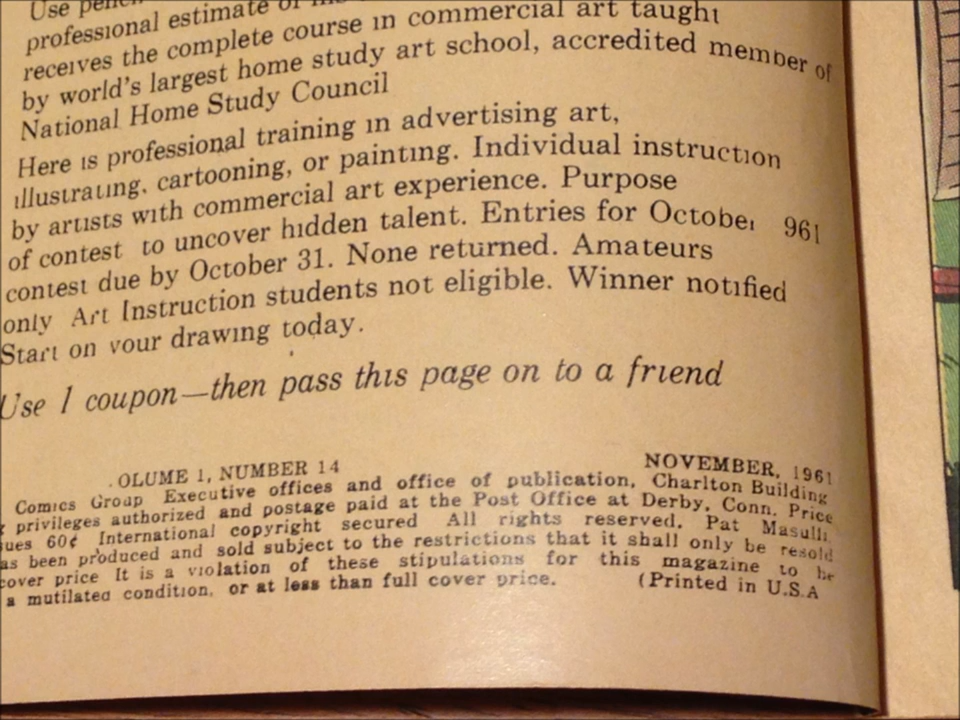 Use
professional estimate of
receives the complete course in commercial art taught
by world's largest home study art school, accredited member of
National Home Study Council
Here is professional training in advertising art,
illustrating, cartooning, or painting. Individual instruction
by artists with commercial art experience. Purpose
of contest to uncover hidden talent. Entries for October 961
contest due by October 31. None returned. Amateurs
only Art Instruction students not eligible. Winner notified
Start on your drawing today.
Use 1 coupon—then pass this page on to a friend
OLUME 1, NUMBER 14 NOVEMBER, 1961
Comics Group Executive offices and office of publication, Charlton Building
privileges authorized and postage paid at the Post Office at Derby, Conn. Price
sues 60¢ International copyright secured All rights reserved. Pat Masulli
as been produced and sold subject to the restrictions that it shall only be resold
cover price It is a violation of these stipulations for this magazine to be
a mutilated condition, or at less than full cover price. (Printed in U.S.A